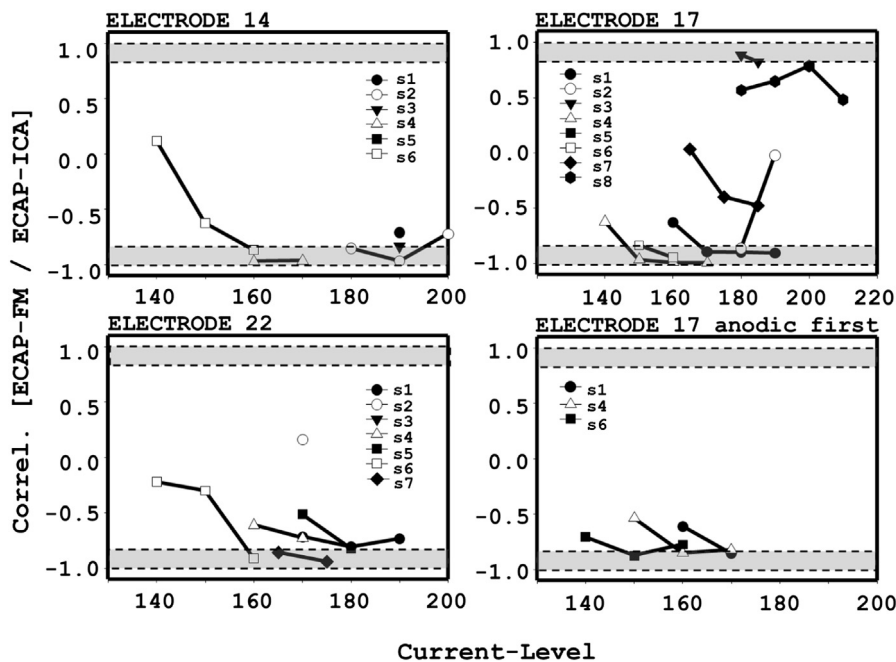 ELECTRODE 14
1.0
0.5
0.0
-0.5
-1.0
s1
s2
s3
s4
s5
s6
140 160 180 200
ELECTRODE 17
1.0
0.5
0.0
-0.5
-1.0
s1
s2
s3
s4
s5
s6
s7
s8
140 160 180 200 220
ELECTRODE 22
1.0
0.5
0.0
-0.5
-1.0
s1
s2
s3
s4
s5
s6
s7
140 160 180 200
ELECTRODE 17 anodic first
1.0
0.5
0.0
-0.5
-1.0
s1
s4
s6
140 160 180 200
Correl. [ECAP-FM / ECAP-ICA]
Current-Level